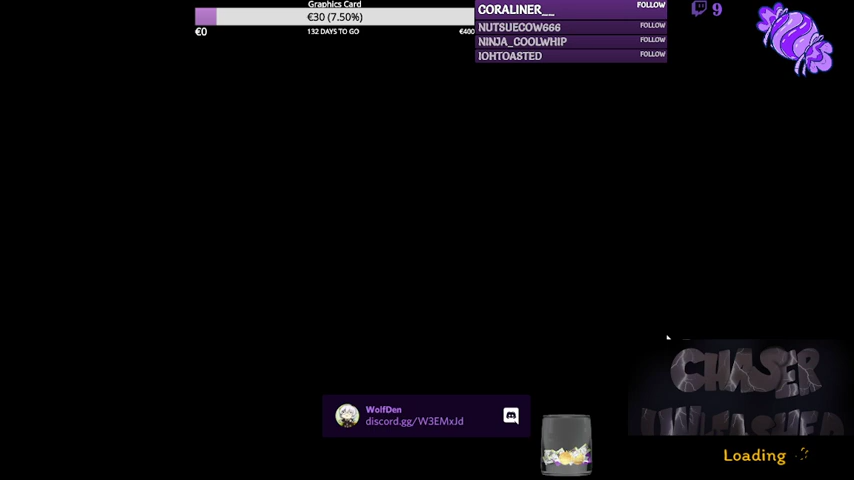 Graphics Card
€30 (7.50%)
€0
132 DAYS TO GO
€400
CORALINER__
FOLLOW
NUTSUECOW666
FOLLOW
NINJA_COOLWHIP
FOLLOW
IOHTOASTED
FOLLOW
9
WolfDen
discord.gg/W3EMxJd
CHASER
UNLEASHED
Loading